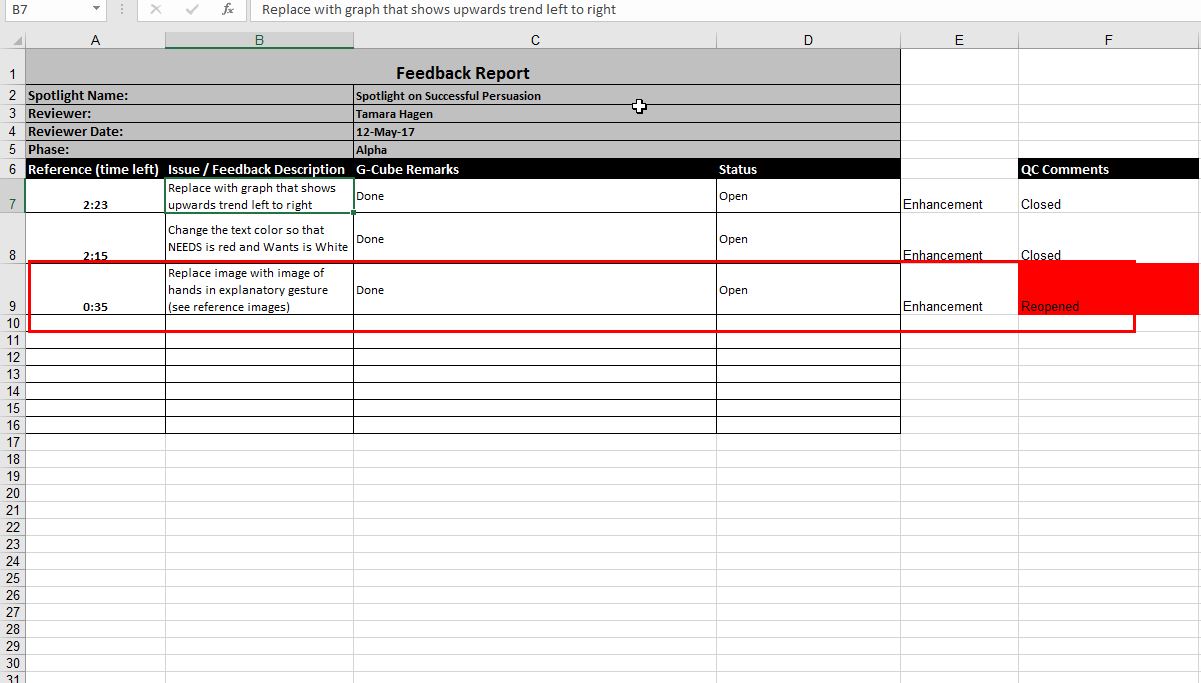 B7 fx Replace with graph that shows upwards trend left to right
A B C D E F
1 Feedback Report
2 Spotlight Name: Spotlight on Successful Persuasion
3 Reviewer: Tamara Hagen
4 Reviewer Date: 12-May-17
5 Phase: Alpha
6 Reference (time left) Issue / Feedback Description G-Cube Remarks Status QC Comments
Replace with graph that shows
upwards trend left to right
Done Open
7 2:23 Enhancement Closed
Change the text color so that
NEEDS is red and Wants is White
Done Open
8 2:15 Enhancement Closed
Replace image with image of
hands in explanatory gesture
(see reference images)
Done Open
9 0:35 Enhancement Reopened
10
11
12
13
14
15
16
17
18
19
20
21
22
23
24
25
26
27
28
29
30
31